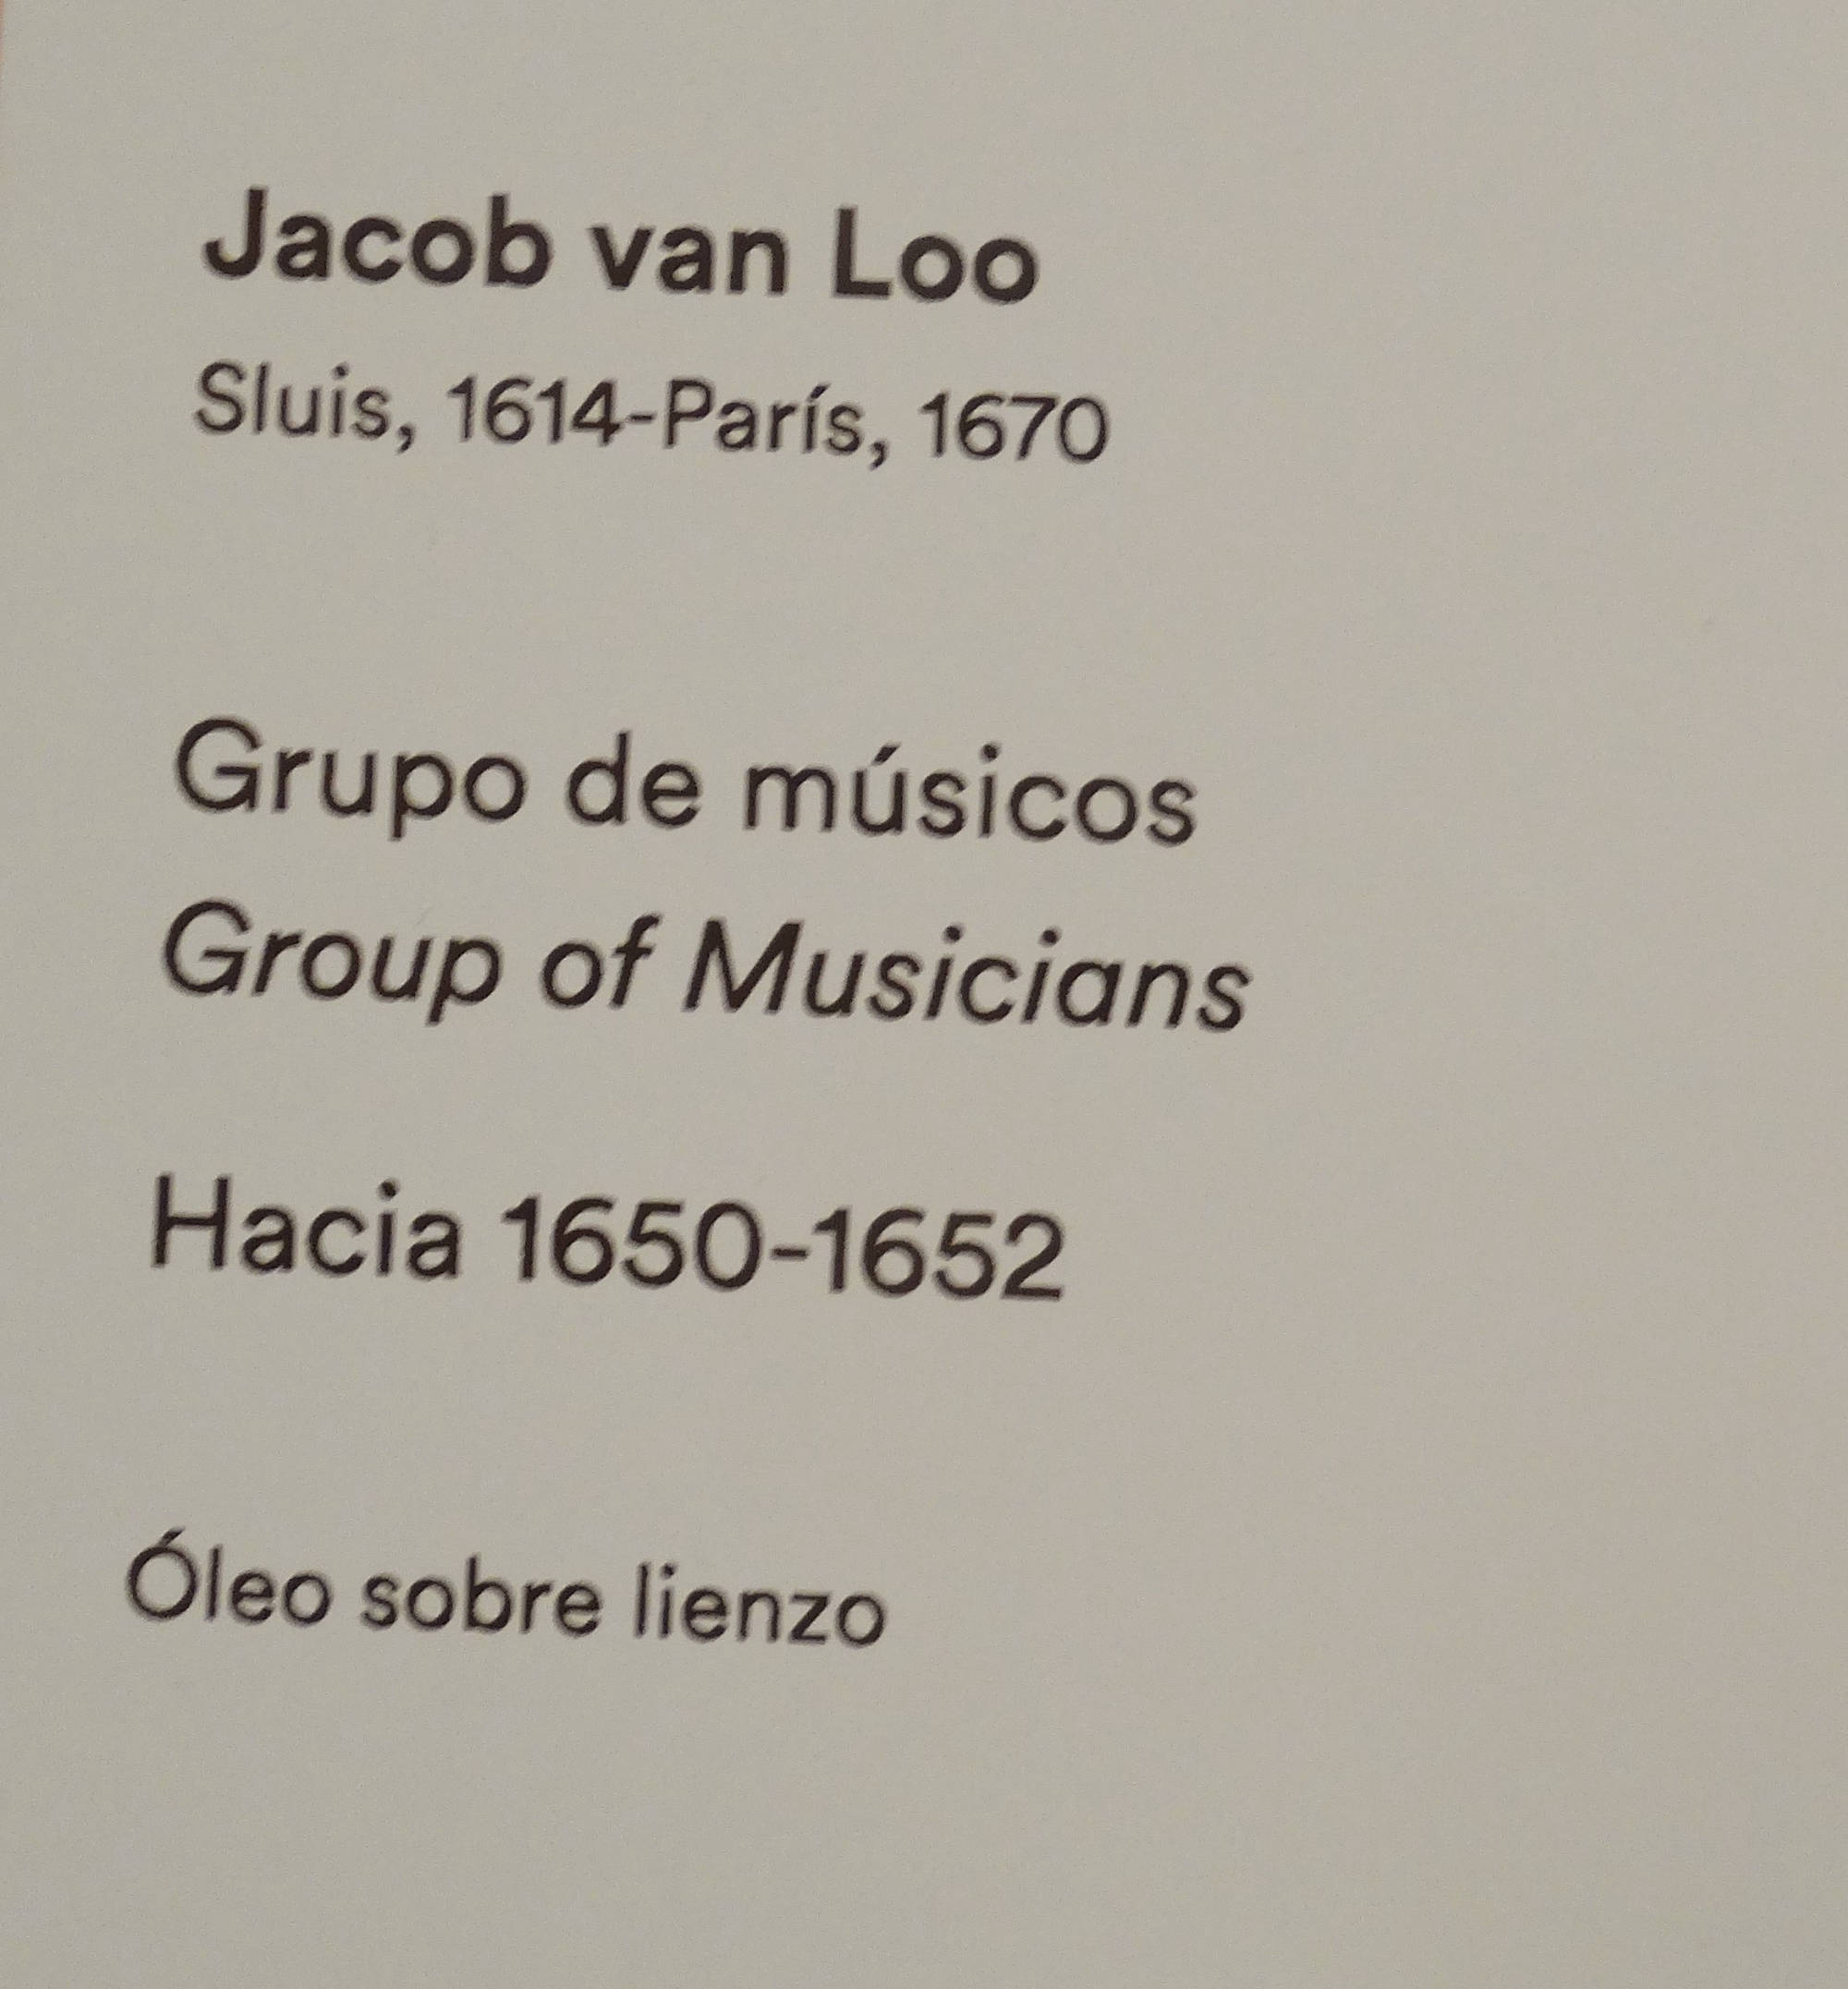 Jacob van Loo
Sluis, 1614-París, 1670
Grupo de músicos
Group of Musicians
Hacia 1650-1652
Óleo sobre lienzo